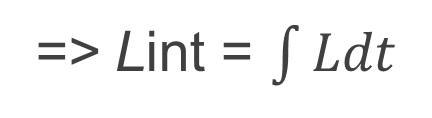 => Lint = ∫ Ldt